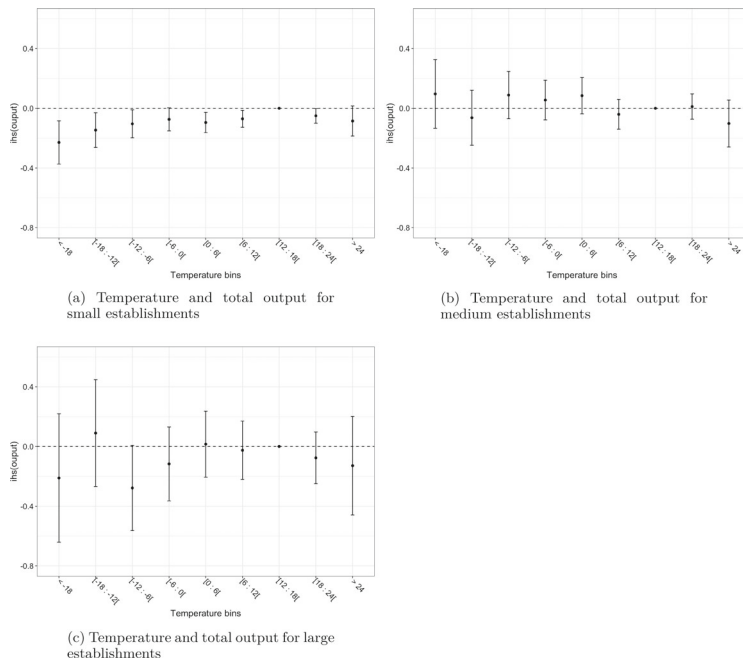 0.4
0.0
-0.4
-0.8
ihs(ouput)
< -18
[-18 : -12[
[-12 : -6[
[-6 : 0[
[0 : 6[
[6 : 12[
[12 : 18[
[18 : 24[
> 24
Temperature bins
(a) Temperature and total output for
small establishments
0.4
0.0
-0.4
-0.8
ihs(ouput)
< -18
[-18 : -12[
[-12 : -6[
[-6 : 0[
[0 : 6[
[6 : 12[
[12 : 18[
[18 : 24[
> 24
Temperature bins
(b) Temperature and total output for
medium establishments
0.4
0.0
-0.4
-0.8
ihs(ouput)
< -18
[-18 : -12[
[-12 : -6[
[-6 : 0[
[0 : 6[
[6 : 12[
[12 : 18[
[18 : 24[
> 24
Temperature bins
(c) Temperature and total output for large
establishments